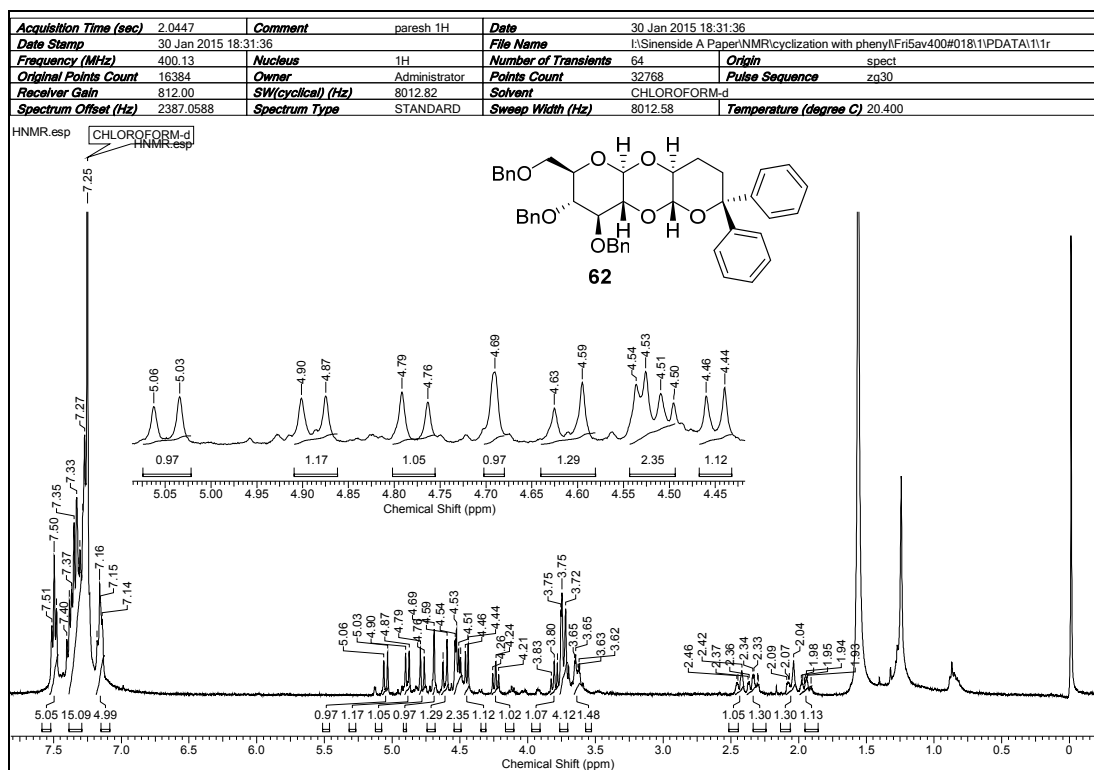 Acquisition Time (sec) 2.0447 Comment paresh 1H Date 30 Jan 2015 18:31:36
Date Stamp 30 Jan 2015 18:31:36 File Name I:\Sinenside A Paper\NMR\cyclization with phenyl\Fri5av400#018\1\PDATA\1\1r
Frequency (MHz) 400.13 Nucleus 1H Number of Transients 64 Origin spect
Original Points Count 16384 Owner Administrator Points Count 32768 Pulse Sequence zg30
Receiver Gain 812.00 SW(cyclical) (Hz) 8012.82 Solvent CHLOROFORM-d
Spectrum Offset (Hz) 2387.0588 Spectrum Type STANDARD Sweep Width (Hz) 8012.58 Temperature (degree C) 20.400
HNMR.esp CHLOROFORM-d
HNMR.esp
7.25
H H
O O
BnO
BnO O O
OBn H H
62
5.06 5.03 4.90 4.87 4.79 4.76 4.69 4.63 4.59 4.54 4.53 4.51 4.50 4.46 4.44
0.97 1.17 1.05 0.97 1.29 2.35 1.12
5.05 5.00 4.95 4.90 4.85 4.80 4.75 4.70 4.65 4.60 4.55 4.50 4.45
Chemical Shift (ppm)
7.51 7.50 7.40 7.37 7.35 7.33 7.27 7.16 7.15 7.14 5.06 5.03 4.90 4.87 4.79 4.76 4.69 4.59 4.54 4.53 4.51 4.46 4.44 4.26 4.24 4.21 3.83 3.80 3.75 3.75 3.72 3.65 3.65 3.63 3.62 2.46 2.42 2.37 2.36 2.34 2.33 2.09 2.07 2.04 1.98 1.95 1.94 1.93
5.05 15.09 4.99 0.97 1.17 1.05 0.97 1.29 2.35 1.12 1.02 1.07 4.12 1.48 1.05 1.30 1.30 1.13
7.5 7.0 6.5 6.0 5.5 5.0 4.5 4.0 3.5 3.0 2.5 2.0 1.5 1.0 0.5 0
Chemical Shift (ppm)